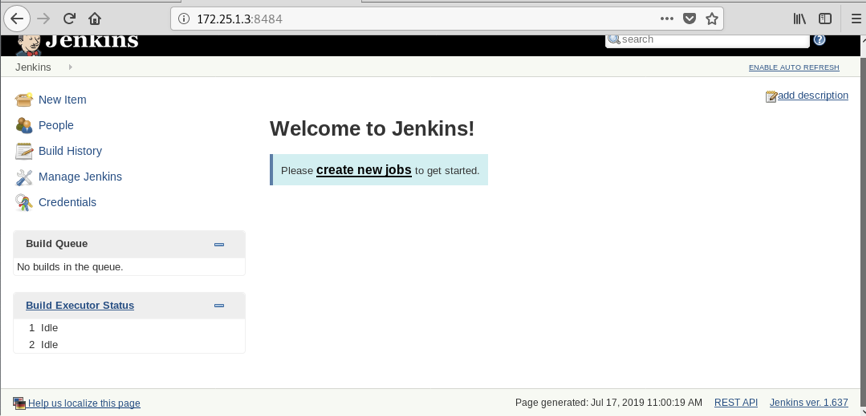 172.25.1.3:8484
Jenkins
search
Jenkins
ENABLE AUTO REFRESH
add description
New Item
People
Build History
Manage Jenkins
Credentials
Welcome to Jenkins!
Please create new jobs to get started.
Build Queue
No builds in the queue.
Build Executor Status
1 Idle
2 Idle
Help us localize this page
Page generated: Jul 17, 2019 11:00:19 AM REST API Jenkins ver. 1.637